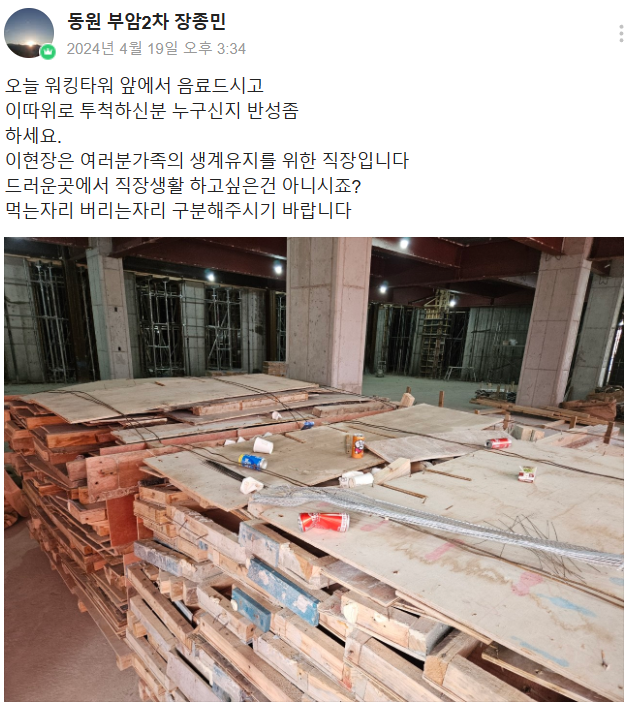 동원 부암2차 장종민
2024년 4월 19일 오후 3:34
오늘 워킹타워 앞에서 음료드시고
이따위로 투척하신분 누구신지 반성좀
하세요.
이현장은 여러분가족의 생계유지를 위한 직장입니다
드러운곳에서 직장생활 하고싶은건 아니시죠?
먹는자리 버리는자리 구분해주시기 바랍니다